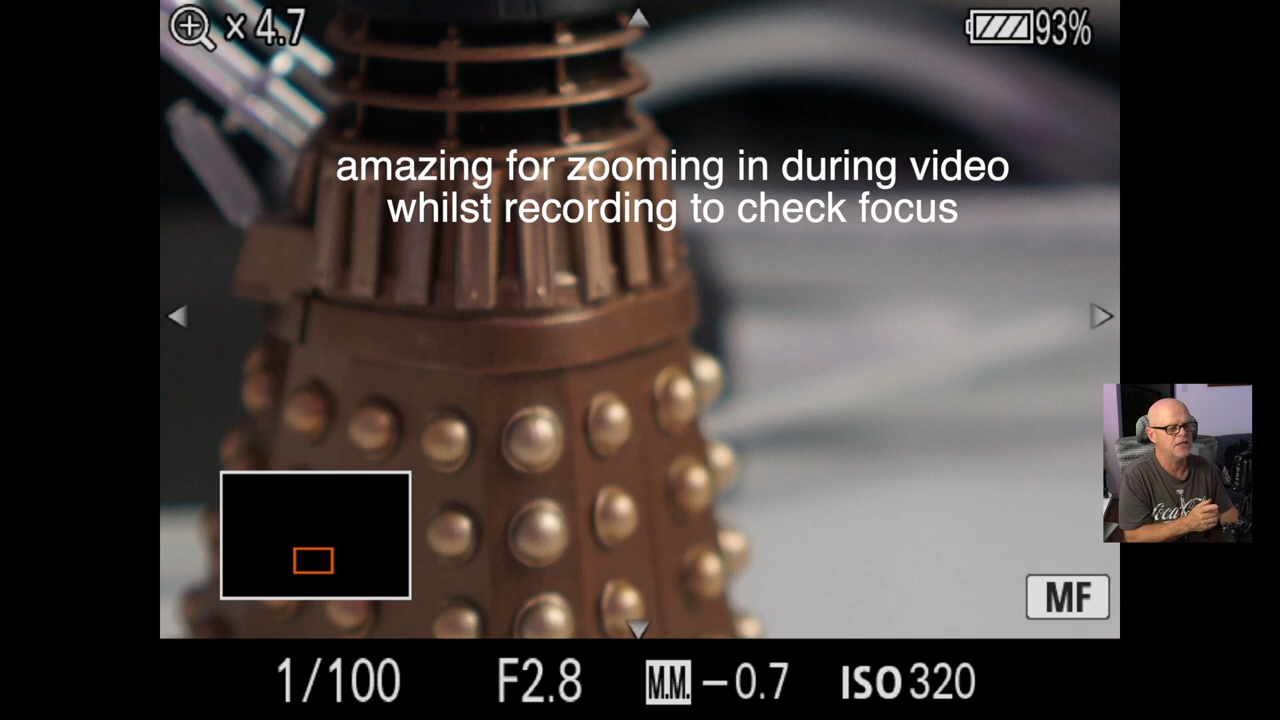 × 4.7
93%
amazing for zooming in during video
whilst recording to check focus
MF
1/100 F2.8 M.M. −0.7 ISO 320